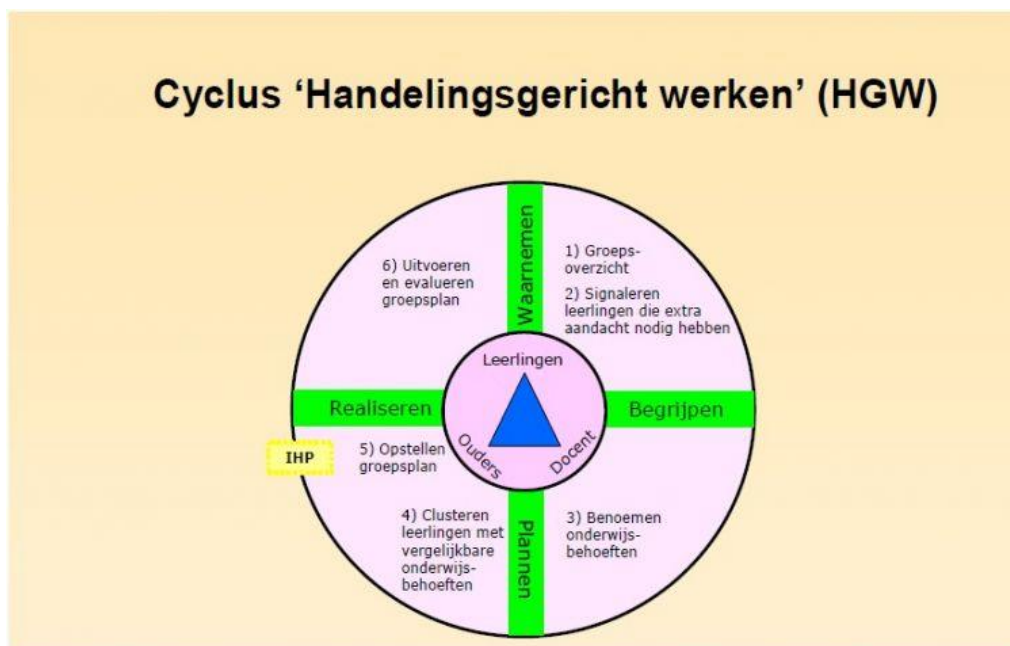 Cyclus ‘Handelingsgericht werken’ (HGW)
Waarnemen
1) Groeps-
overzicht
2) Signaleren
leerlingen die extra
aandacht nodig hebben
Begrijpen
3) Benoemen
onderwijs-
behoeften
Plannen
4) Clusteren
leerlingen met
vergelijkbare
onderwijs-
behoeften
5) Opstellen
groepsplan
IHP
Realiseren
6) Uitvoeren
en evalueren
groepsplan
Leerlingen
Ouders
Docent